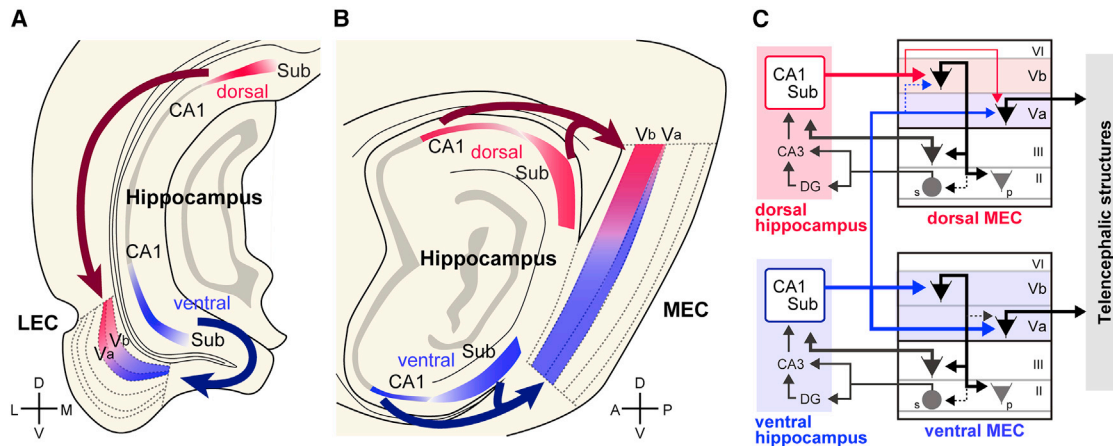 A
CA1
Sub
dorsal
Hippocampus
CA1
ventral
Sub
LEC
Vb
Va
D
L M
V
B
CA1
dorsal
Sub
Vb Va
Hippocampus
MEC
ventral
Sub
CA1
D
A P
V
C
CA1
Sub
CA3
DG
dorsal
hippocampus
VI
Vb
Va
III
II
s
p
dorsal MEC
CA1
Sub
CA3
DG
ventral
hippocampus
VI
Vb
Va
III
II
s
p
ventral MEC
Telencephalic structures